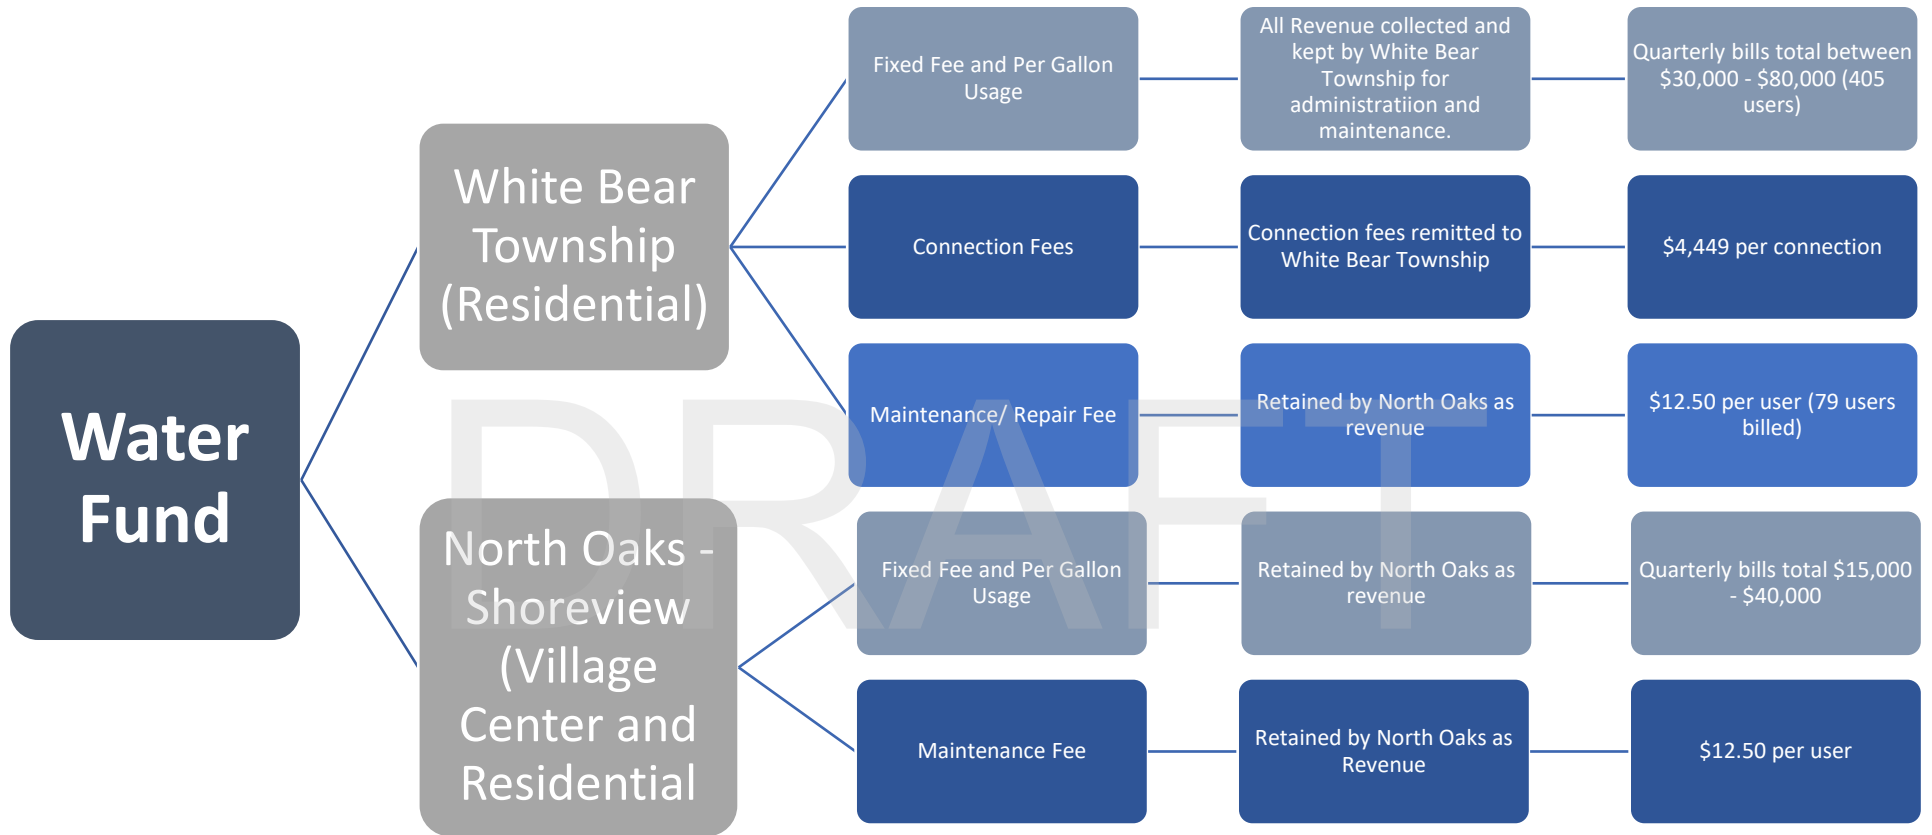 Water
Fund
White Bear
Township
(Residential)
Fixed Fee and Per Gallon
Usage
All Revenue collected and
kept by White Bear
Township for
administratiion and
maintenance.
Quarterly bills total between
$30,000 - $80,000 (405
users)
Connection Fees
Connection fees remitted to
White Bear Township
$4,449 per connection
Maintenance/ Repair Fee
Retained by North Oaks as
revenue
$12.50 per user (79 users
billed)
North Oaks -
Shoreview
(Village
Center and
Residential
Fixed Fee and Per Gallon
Usage
Retained by North Oaks as
revenue
Quarterly bills total $15,000
- $40,000
Maintenance Fee
Retained by North Oaks as
Revenue
$12.50 per user
DRAFT